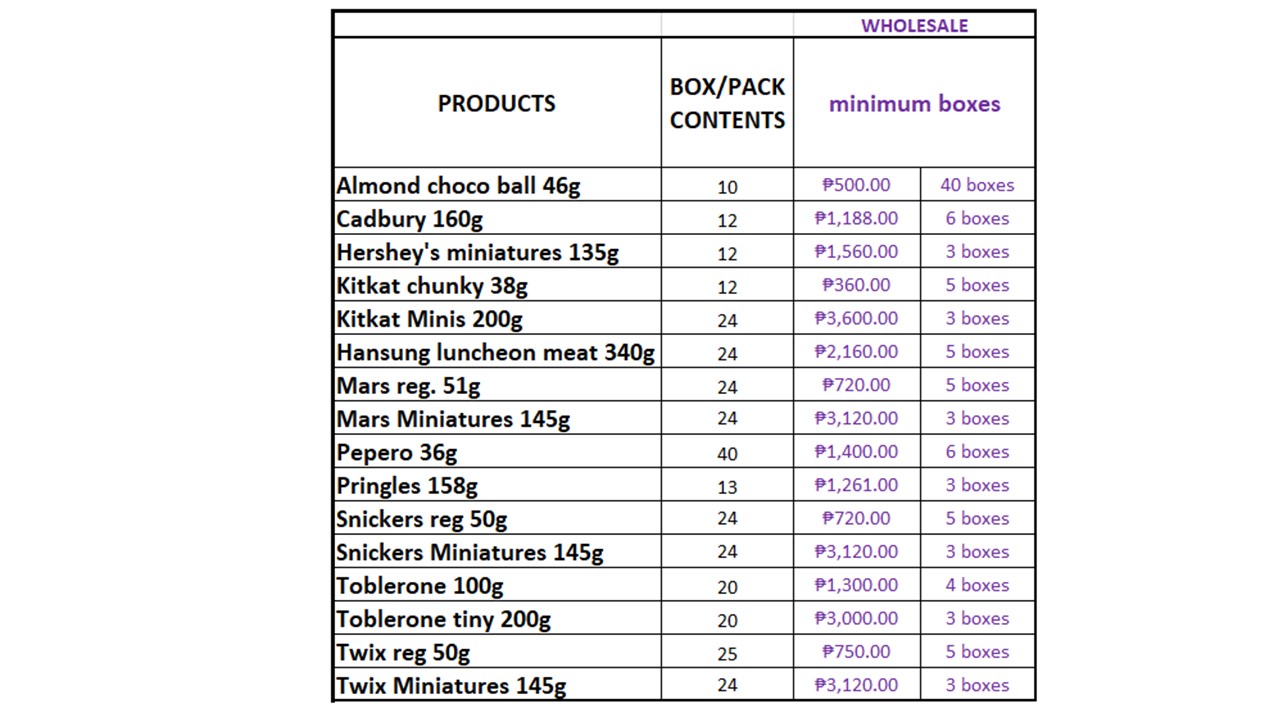 WHOLESALE
PRODUCTS BOX/PACK CONTENTS minimum boxes
Almond choco ball 46g 10 ₱500.00 40 boxes
Cadbury 160g 12 ₱1,188.00 6 boxes
Hershey's miniatures 135g 12 ₱1,560.00 3 boxes
Kitkat chunky 38g 12 ₱360.00 5 boxes
Kitkat Minis 200g 24 ₱3,600.00 3 boxes
Hansung luncheon meat 340g 24 ₱2,160.00 5 boxes
Mars reg. 51g 24 ₱720.00 5 boxes
Mars Miniatures 145g 24 ₱3,120.00 3 boxes
Pepero 36g 40 ₱1,400.00 6 boxes
Pringles 158g 13 ₱1,261.00 3 boxes
Snickers reg 50g 24 ₱720.00 5 boxes
Snickers Miniatures 145g 24 ₱3,120.00 3 boxes
Toblerone 100g 20 ₱1,300.00 4 boxes
Toblerone tiny 200g 20 ₱3,000.00 3 boxes
Twix reg 50g 25 ₱750.00 5 boxes
Twix Miniatures 145g 24 ₱3,120.00 3 boxes